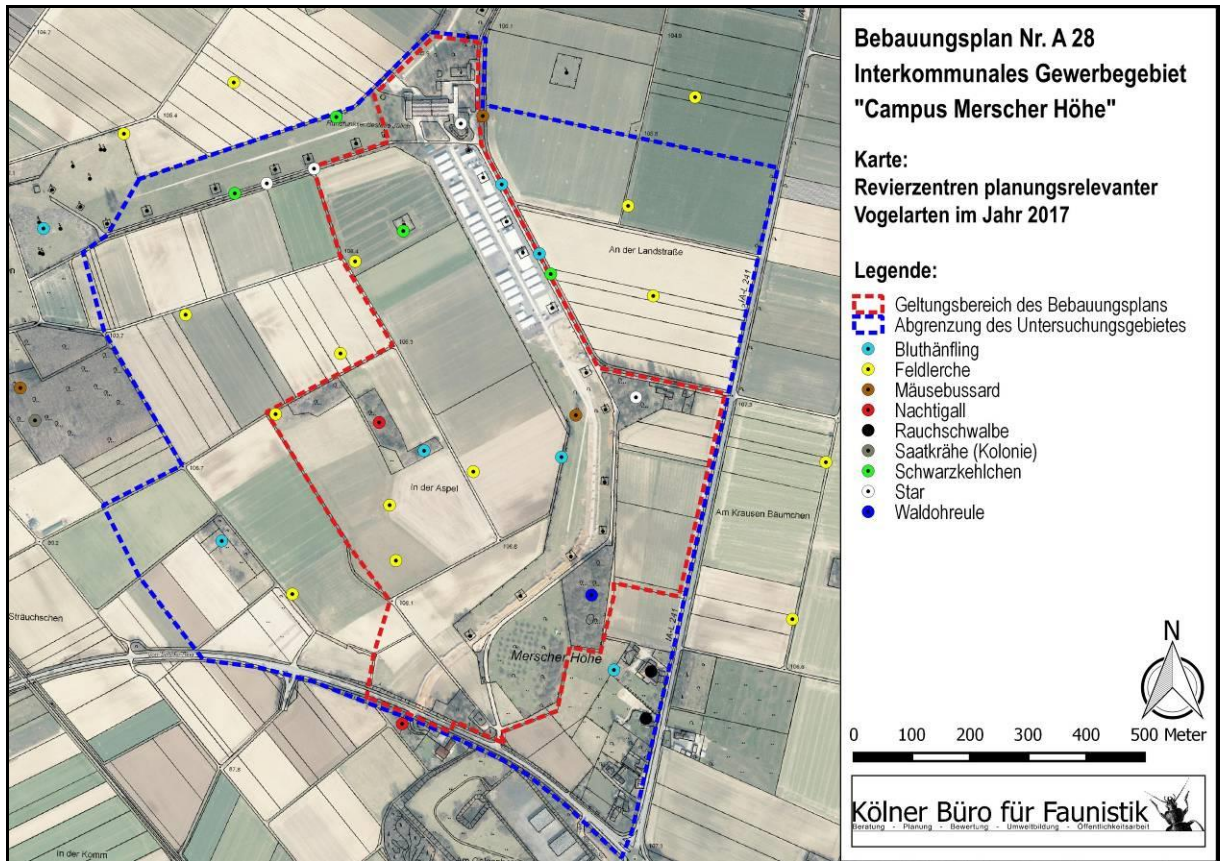 Bebauungsplan Nr. A 28
Interkommunales Gewerbegebiet
"Campus Merscher Höhe"
Karte:
Revierzentren planungsrelevanter
Vogelarten im Jahr 2017
Legende:
Geltungsbereich des Bebauungsplans
Abgrenzung des Untersuchungsgebietes
Bluthänfling
Feldlerche
Mäusebussard
Nachtigall
Rauchschwalbe
Saatkrähe (Kolonie)
Schwarzkehlchen
Star
Waldohreule
N
0 100 200 300 400 500 Meter
Kölner Büro für Faunistik
Beratung - Planung - Bewertung - Umweltbildung - Öffentlichkeitsarbeit
An der Landstraße
In der Aspel
Am Krausen Bäumchen
Merscher Höhe
Sträuchschen
In der Komm